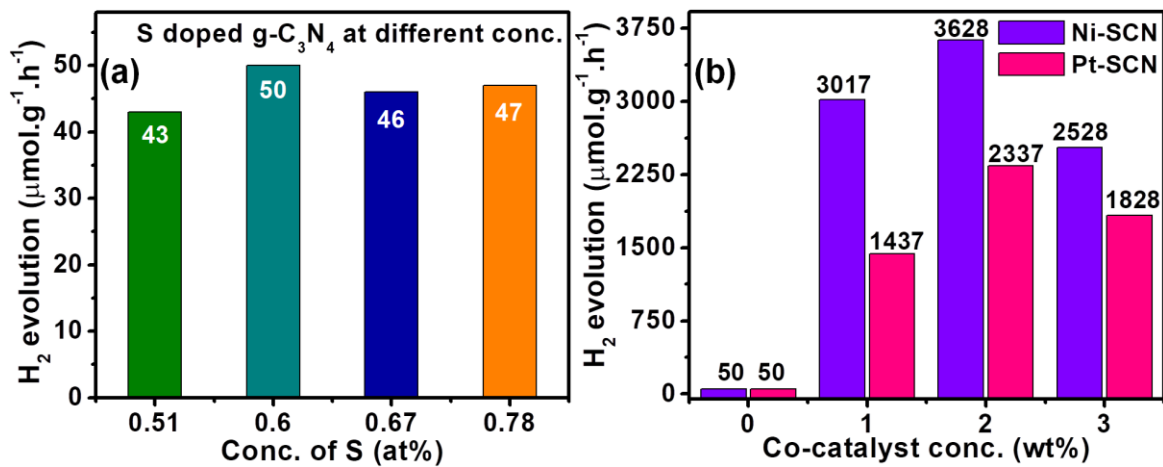 S doped g-C₃N₄ at different conc.
(a)
H₂ evolution (μmol.g⁻¹.h⁻¹)
50
40
30
20
10
0
43
50
46
47
0.51 0.6 0.67 0.78
Conc. of S (at%)
(b)
Ni-SCN
Pt-SCN
H₂ evolution (μmol.g⁻¹.h⁻¹)
3750
3000
2250
1500
750
0
50 50
3017
1437
3628
2337
2528
1828
0 1 2 3
Co-catalyst conc. (wt%)